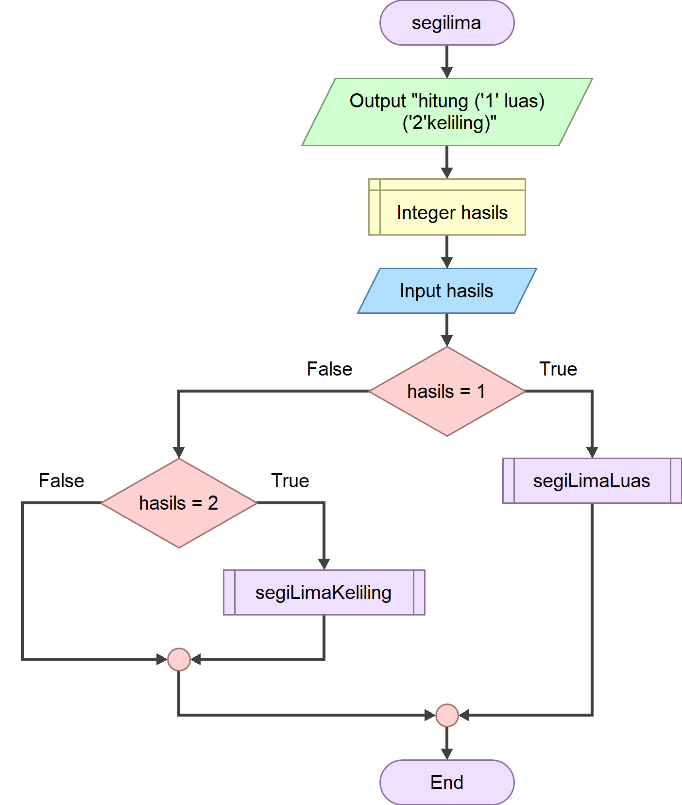 segilima
Output "hitung ('1' luas)
('2'keliling)"
Integer hasils
Input hasils
False
True
hasils = 1
False
True
hasils = 2
segiLimaLuas
segiLimaKeliling
End